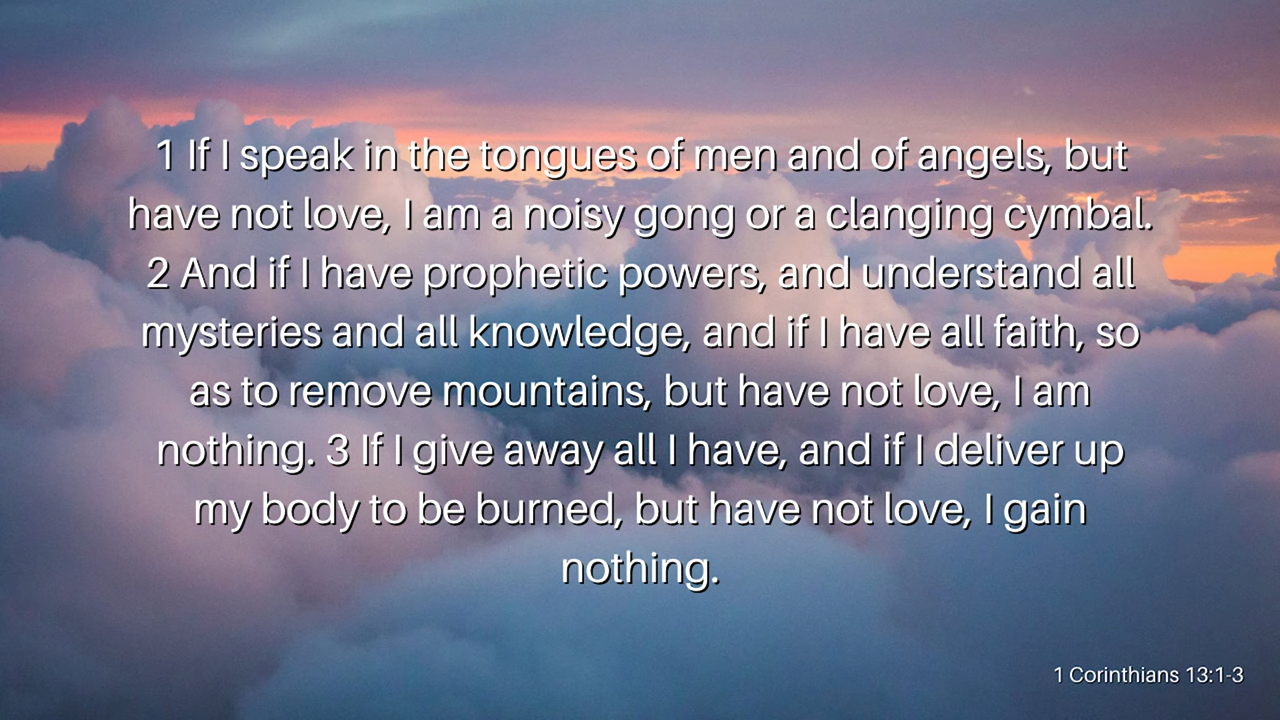 1 If I speak in the tongues of men and of angels, but
have not love, I am a noisy gong or a clanging cymbal.
2 And if I have prophetic powers, and understand all
mysteries and all knowledge, and if I have all faith, so
as to remove mountains, but have not love, I am
nothing. 3 If I give away all I have, and if I deliver up
my body to be burned, but have not love, I gain
nothing.
1 Corinthians 13:1-3